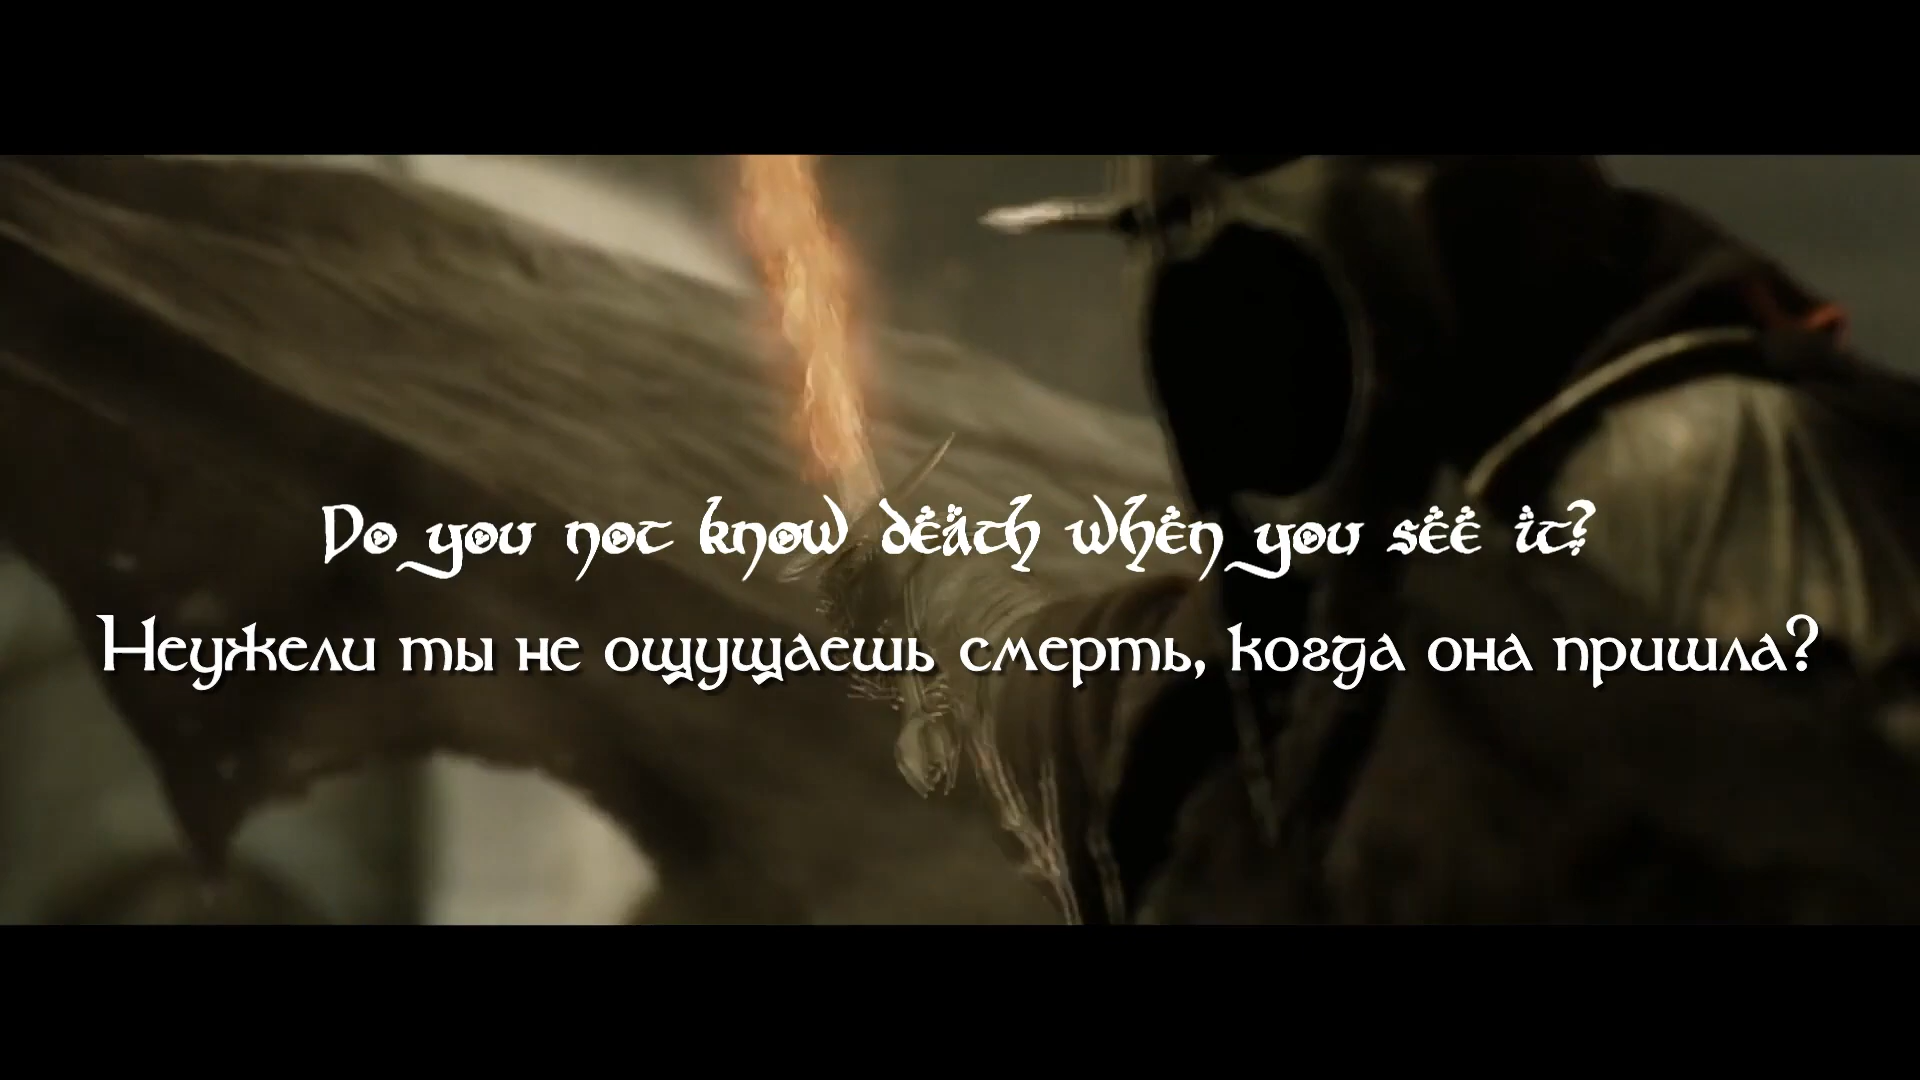 Do you not know death when you see it?
Неужели ты не ощущаешь смерть, когда она пришла?